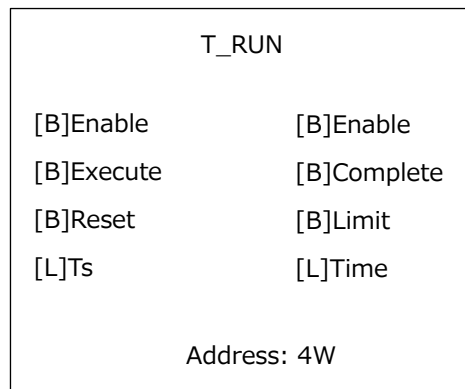 T_RUN
[B]Enable [B]Enable
[B]Execute [B]Complete
[B]Reset [B]Limit
[L]Ts [L]Time
Address: 4W